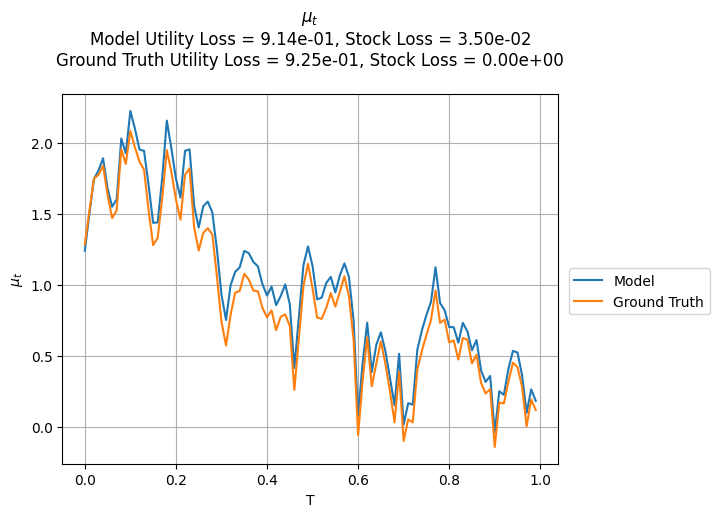 μₜ
Model Utility Loss = 9.14e-01, Stock Loss = 3.50e-02
Ground Truth Utility Loss = 9.25e-01, Stock Loss = 0.00e+00
2.0
1.5
1.0
0.5
0.0
μₜ
0.0 0.2 0.4 0.6 0.8 1.0
T
Model
Ground Truth